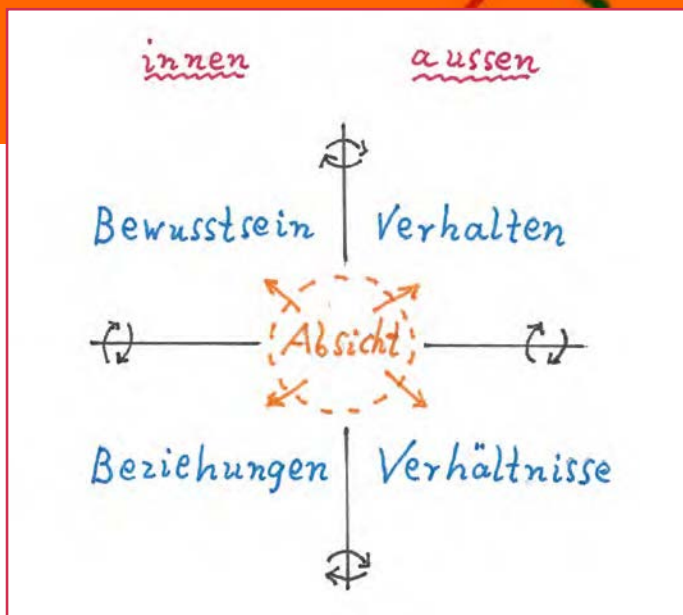 innen aussen
Bewusstsein Verhalten
Absicht
Beziehungen Verhältnisse